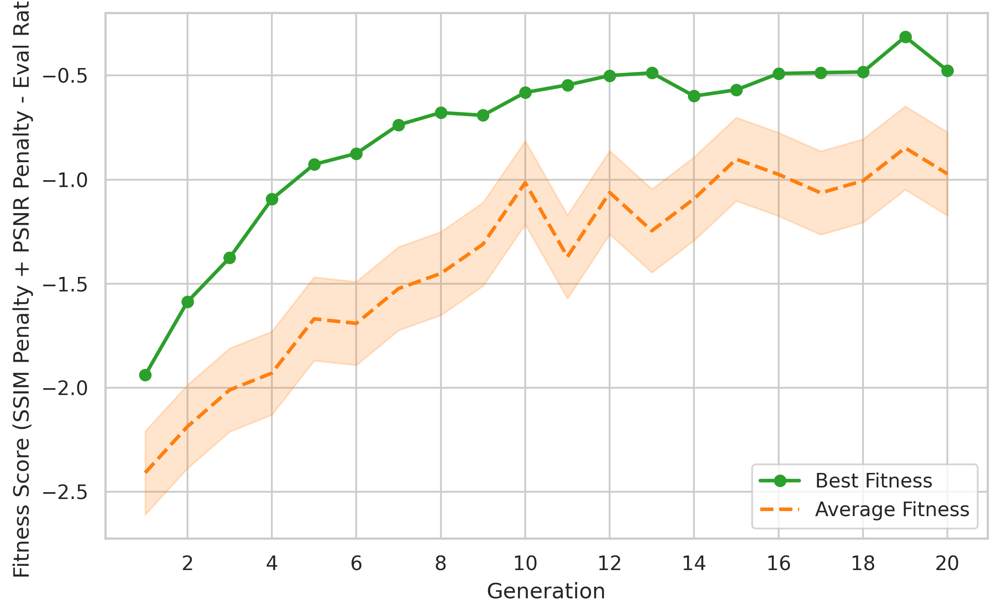 Fitness Score (SSIM Penalty + PSNR Penalty - Eval Rat
−0.5
−1.0
−1.5
−2.0
−2.5
2 4 6 8 10 12 14 16 18 20
Generation
Best Fitness
Average Fitness